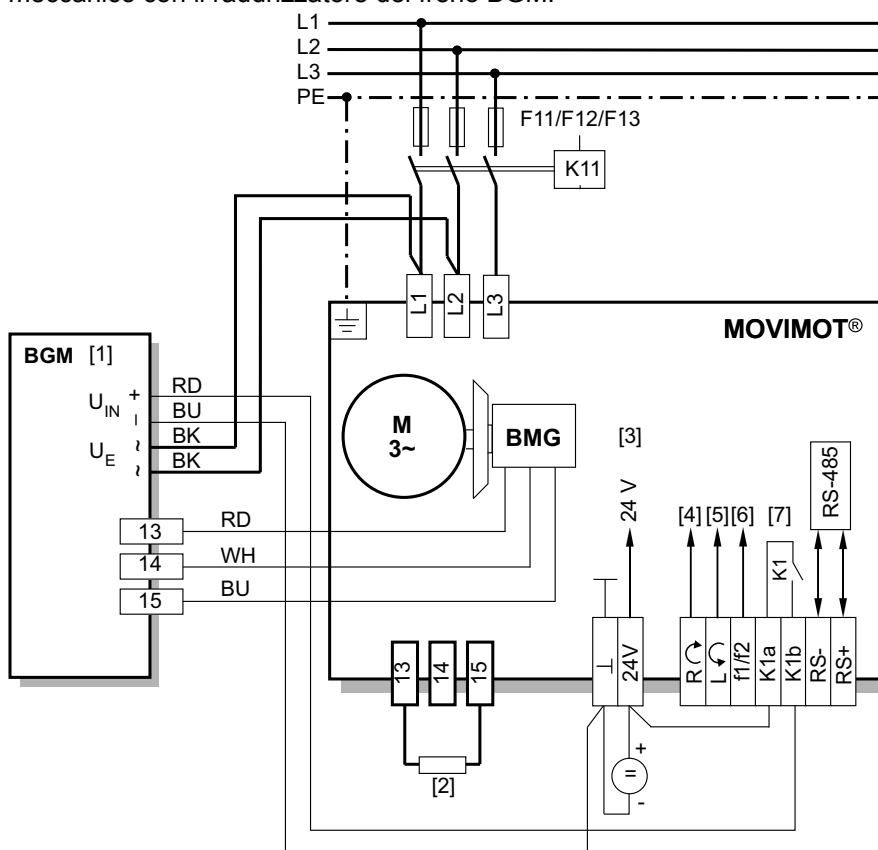 meccanico con il raddrizzatore del freno BGM.
L1
L2
L3
PE
F11/F12/F13
K11
L1
L2
L3
MOVIMOT®
BGM [1]
UIN + –
UE ~ ~
RD
BU
BK
BK
M
3~
BMG
[3]
24 V
[4] [5] [6] [7]
RS-485
K1
13
RD
14
WH
15
BU
13
14
15
⊥
24V
R
L
f1/f2
K1a
K1b
RS-
RS+
[2]
+
=
-